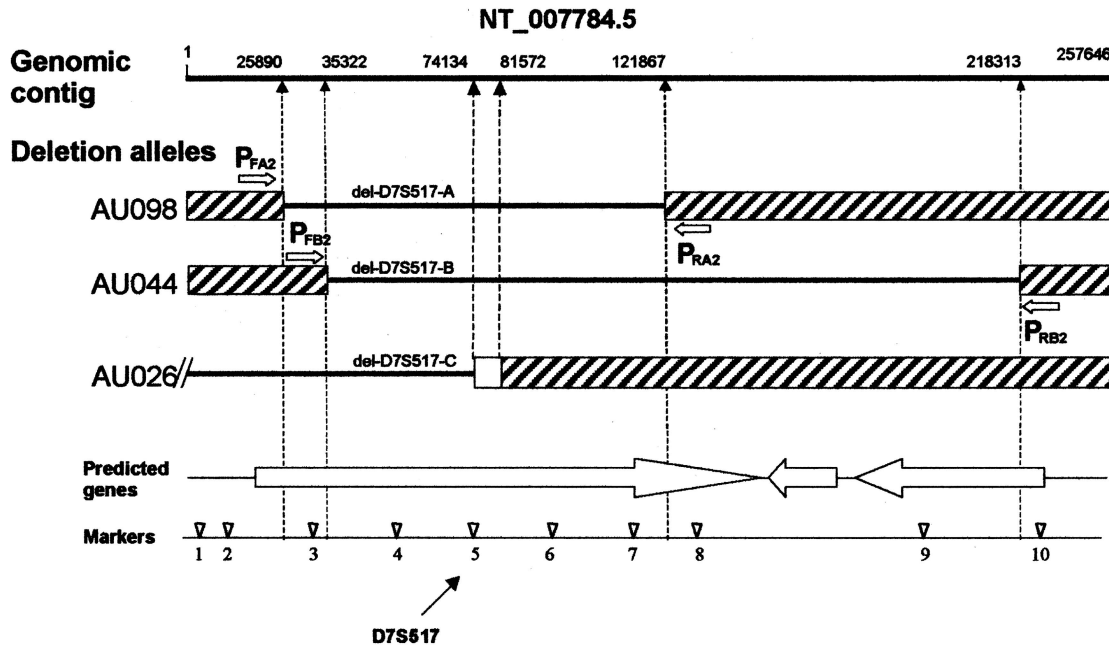 NT_007784.5
Genomic contig
1 25890 35322 74134 81572 121867 218313 257646
Deletion alleles
PFA2
AU098 del-D7S517-A
PFB2 PRA2
AU044 del-D7S517-B
PRB2
AU026 // del-D7S517-C
Predicted genes
Markers
1 2 3 4 5 6 7 8 9 10
D7S517